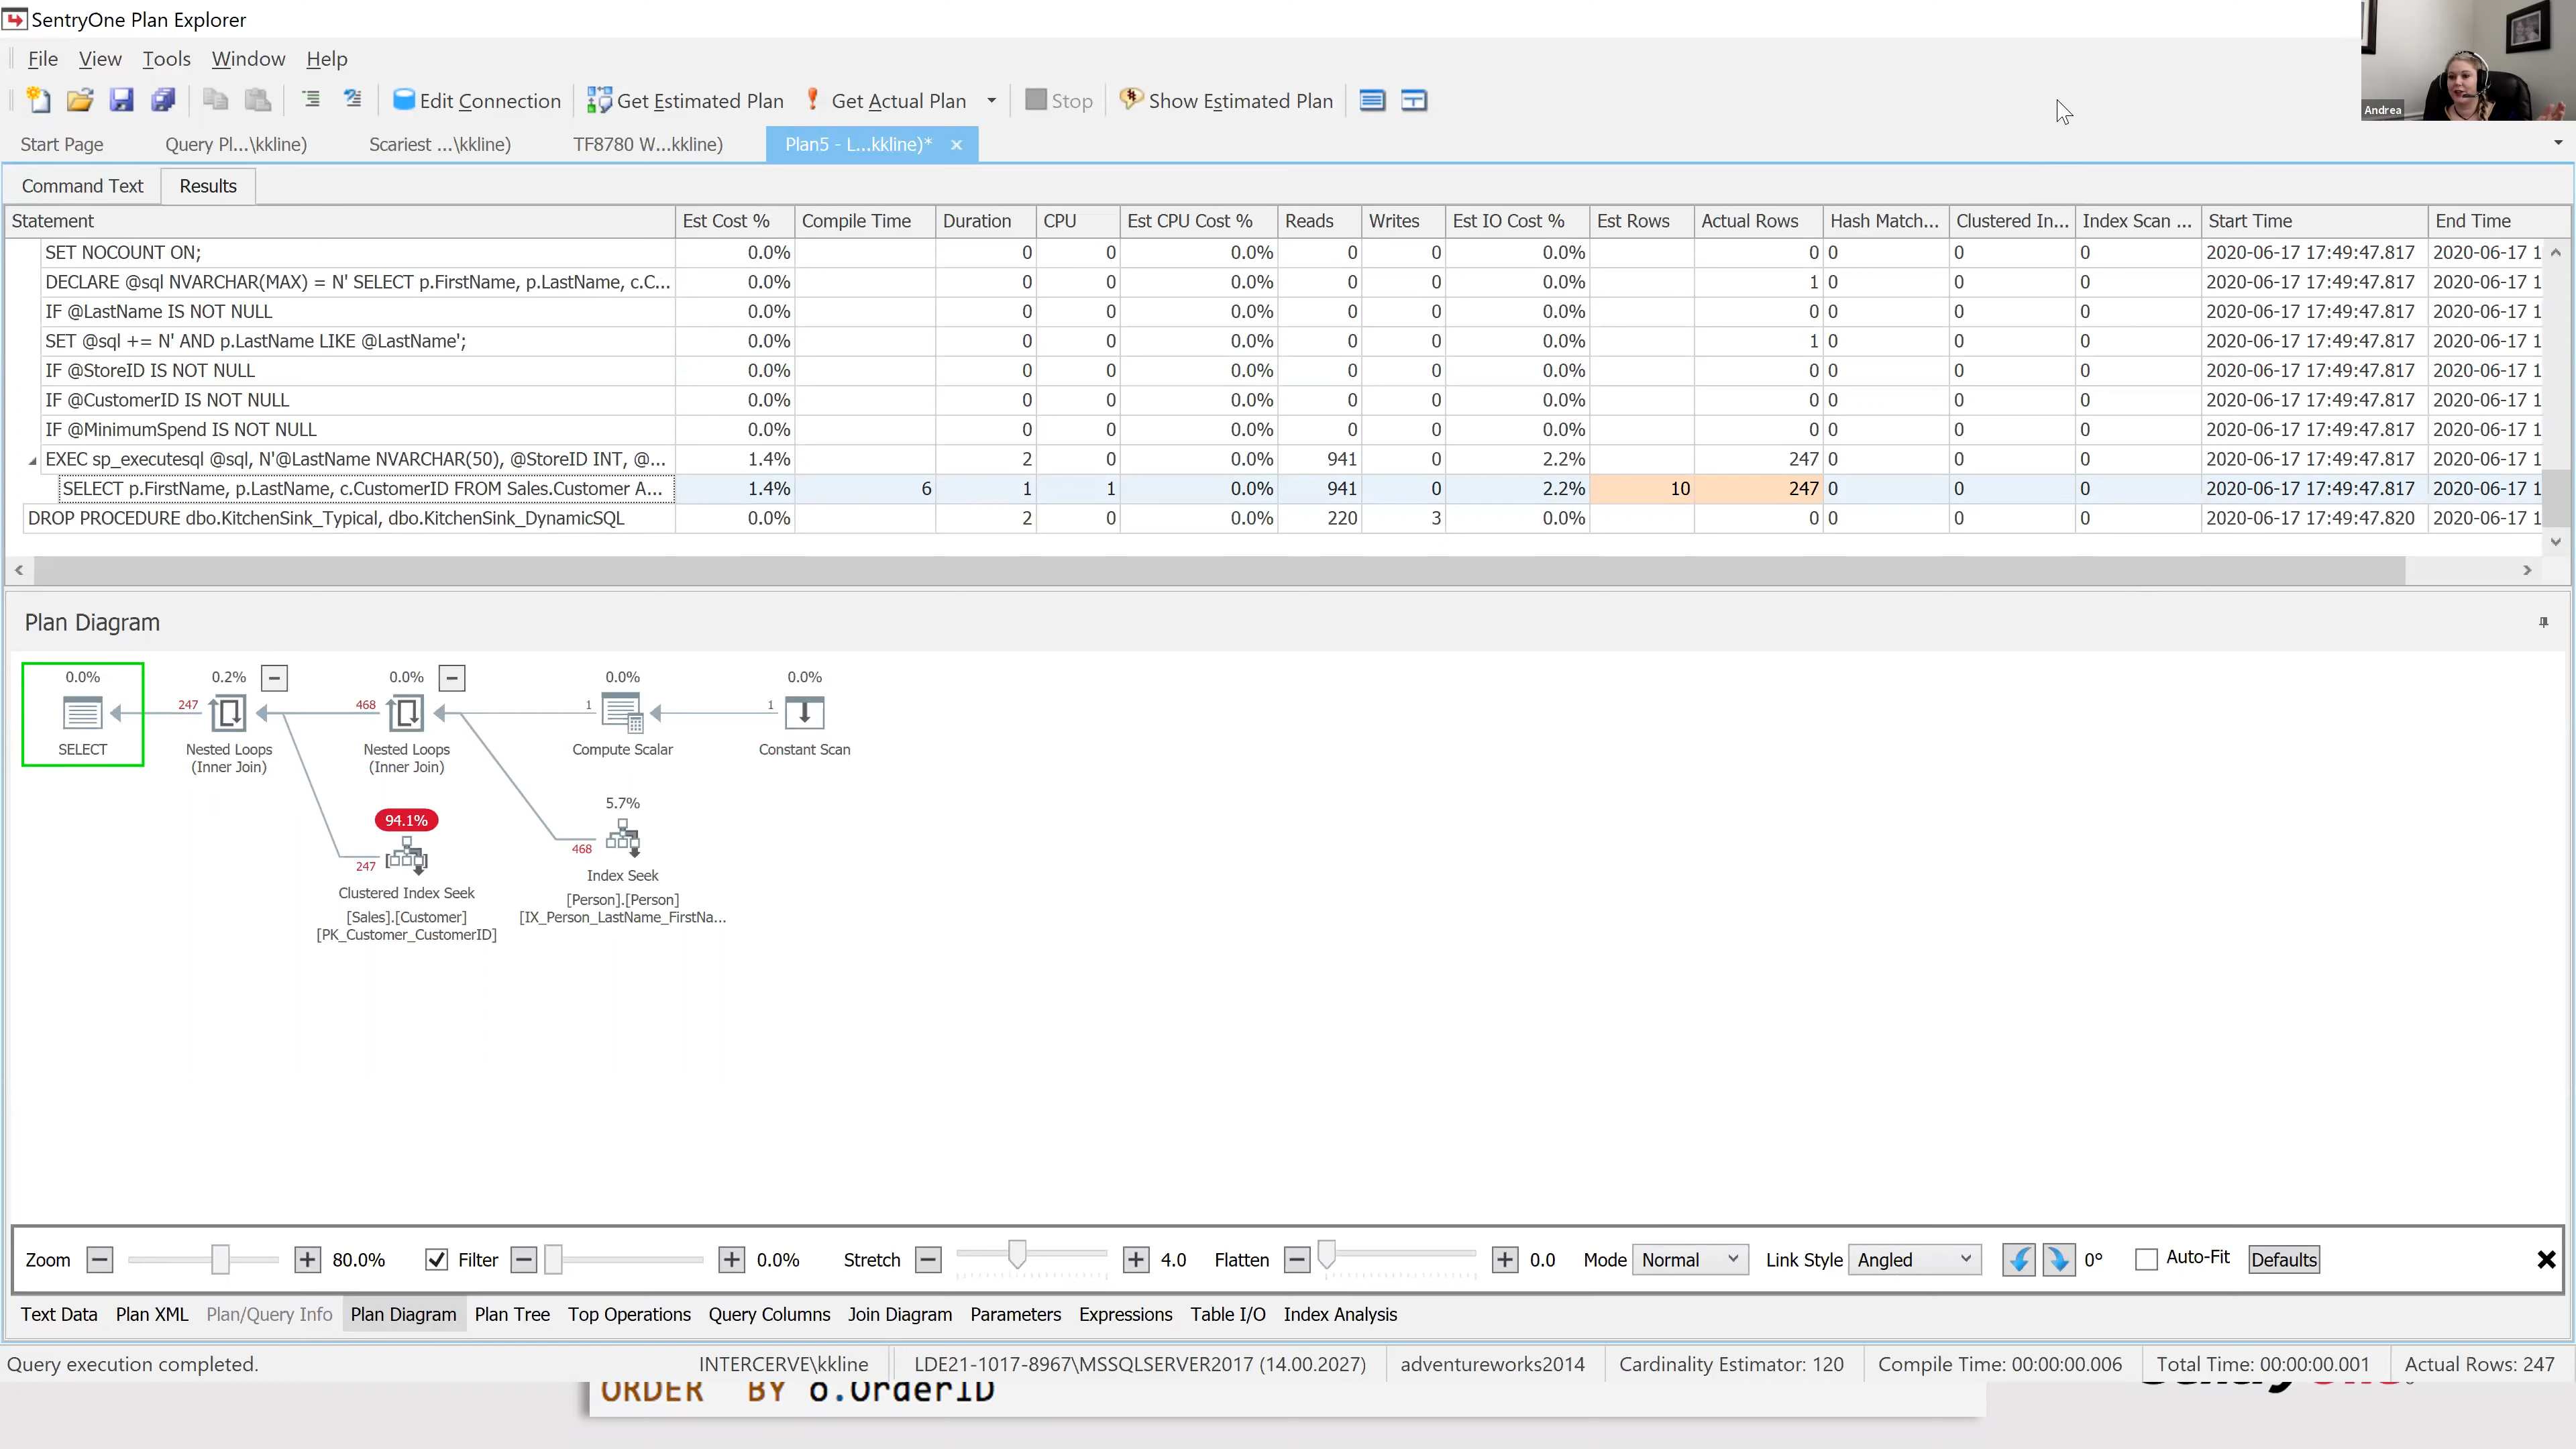 SentryOne Plan Explorer
File View Tools Window Help
Edit Connection Get Estimated Plan Get Actual Plan Stop Show Estimated Plan
Andrea
Start Page Query Pl...\kkline) Scariest ...\kkline) TF8780 W...kkline) Plan5 - L...kkline)*
Command Text Results
Statement Est Cost % Compile Time Duration CPU Est CPU Cost % Reads Writes Est IO Cost % Est Rows Actual Rows Hash Match... Clustered In... Index Scan ... Start Time End Time
SET NOCOUNT ON; 0.0% 0 0 0.0% 0 0 0.0% 0 0 0 0 2020-06-17 17:49:47.817 2020-06-17 1
DECLARE @sql NVARCHAR(MAX) = N' SELECT p.FirstName, p.LastName, c.C... 0.0% 0 0 0.0% 0 0 0.0% 1 0 0 0 2020-06-17 17:49:47.817 2020-06-17 1
IF @LastName IS NOT NULL 0.0% 0 0 0.0% 0 0 0.0% 0 0 0 0 2020-06-17 17:49:47.817 2020-06-17 1
SET @sql += N' AND p.LastName LIKE @LastName'; 0.0% 0 0 0.0% 0 0 0.0% 1 0 0 0 2020-06-17 17:49:47.817 2020-06-17 1
IF @StoreID IS NOT NULL 0.0% 0 0 0.0% 0 0 0.0% 0 0 0 0 2020-06-17 17:49:47.817 2020-06-17 1
IF @CustomerID IS NOT NULL 0.0% 0 0 0.0% 0 0 0.0% 0 0 0 0 2020-06-17 17:49:47.817 2020-06-17 1
IF @MinimumSpend IS NOT NULL 0.0% 0 0 0.0% 0 0 0.0% 0 0 0 0 2020-06-17 17:49:47.817 2020-06-17 1
EXEC sp_executesql @sql, N'@LastName NVARCHAR(50), @StoreID INT, @... 1.4% 2 0 0.0% 941 0 2.2% 247 0 0 0 2020-06-17 17:49:47.817 2020-06-17 1
SELECT p.FirstName, p.LastName, c.CustomerID FROM Sales.Customer A... 1.4% 6 1 1 0.0% 941 0 2.2% 10 247 0 0 0 2020-06-17 17:49:47.817 2020-06-17 1
DROP PROCEDURE dbo.KitchenSink_Typical, dbo.KitchenSink_DynamicSQL 0.0% 2 0 0.0% 220 3 0.0% 0 0 0 0 2020-06-17 17:49:47.820 2020-06-17 1
Plan Diagram
0.0% 0.2% 0.0% 0.0% 0.0%
247 468 1 1
SELECT Nested Loops Nested Loops Compute Scalar Constant Scan
(Inner Join) (Inner Join)
94.1% 5.7%
247 468
Clustered Index Seek Index Seek
[Sales].[Customer] [Person].[Person]
[PK_Customer_CustomerID] [IX_Person_LastName_FirstNa...
Zoom 80.0% Filter 0.0% Stretch 4.0 Flatten 0.0 Mode Normal Link Style Angled 0° Auto-Fit Defaults
Text Data Plan XML Plan/Query Info Plan Diagram Plan Tree Top Operations Query Columns Join Diagram Parameters Expressions Table I/O Index Analysis
Query execution completed. INTERCERVE\kkline LDE21-1017-8967\MSSQLSERVER2017 (14.00.2027) adventureworks2014 Cardinality Estimator: 120 Compile Time: 00:00:00.006 Total Time: 00:00:00.001 Actual Rows: 247
ORDER BY o.OrderID